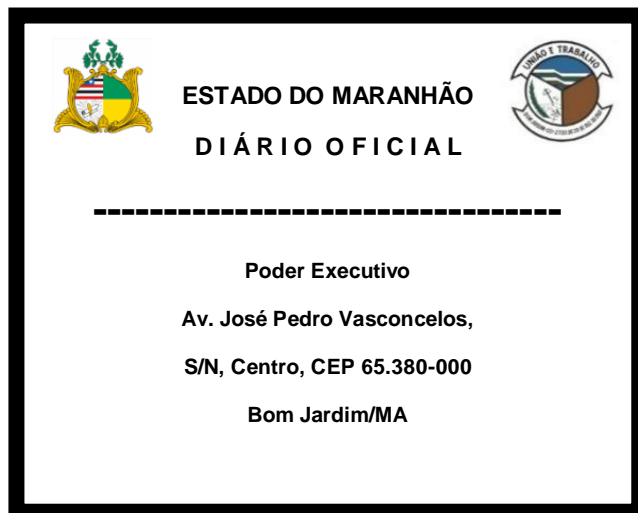 UNIÃO E TRABALHO
ESTADO DO MARANHÃO
D I Á R I O O F I C I A L
---------------------------------
Poder Executivo
Av. José Pedro Vasconcelos,
S/N, Centro, CEP 65.380-000
Bom Jardim/MA